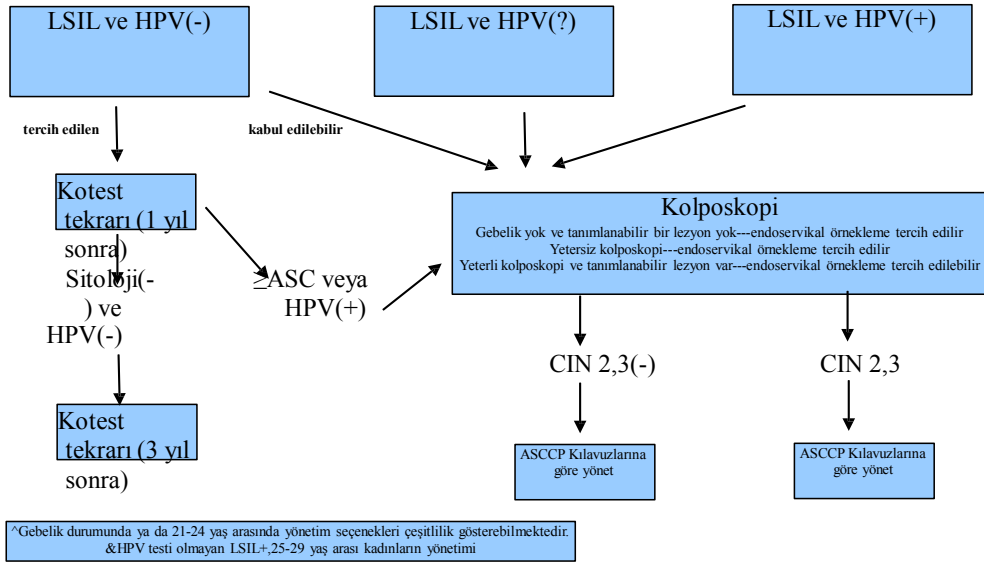 LSIL ve HPV(-)
LSIL ve HPV(?)
LSIL ve HPV(+)
tercih edilen
kabul edilebilir
Kotest
tekrarı (1 yıl
sonra)
Sitoloji(-
) ve
HPV(-)
≥ASC veya
HPV(+)
Kolposkopi
Gebelik yok ve tanımlanabilir bir lezyon yok---endoservikal örnekleme tercih edilir
Yetersiz kolposkopi---endoservikal örnekleme tercih edilir
Yeterli kolposkopi ve tanımlanabilir lezyon var---endoservikal örnekleme tercih edilebilir
CIN 2,3(-)
CIN 2,3
Kotest
tekrarı (3 yıl
sonra)
ASCCP Kılavuzlarına
göre yönet
ASCCP Kılavuzlarına
göre yönet
^Gebelik durumunda ya da 21-24 yaş arasında yönetim seçenekleri çeşitlilik gösterebilmektedir.
&HPV testi olmayan LSIL+,25-29 yaş arası kadınların yönetimi